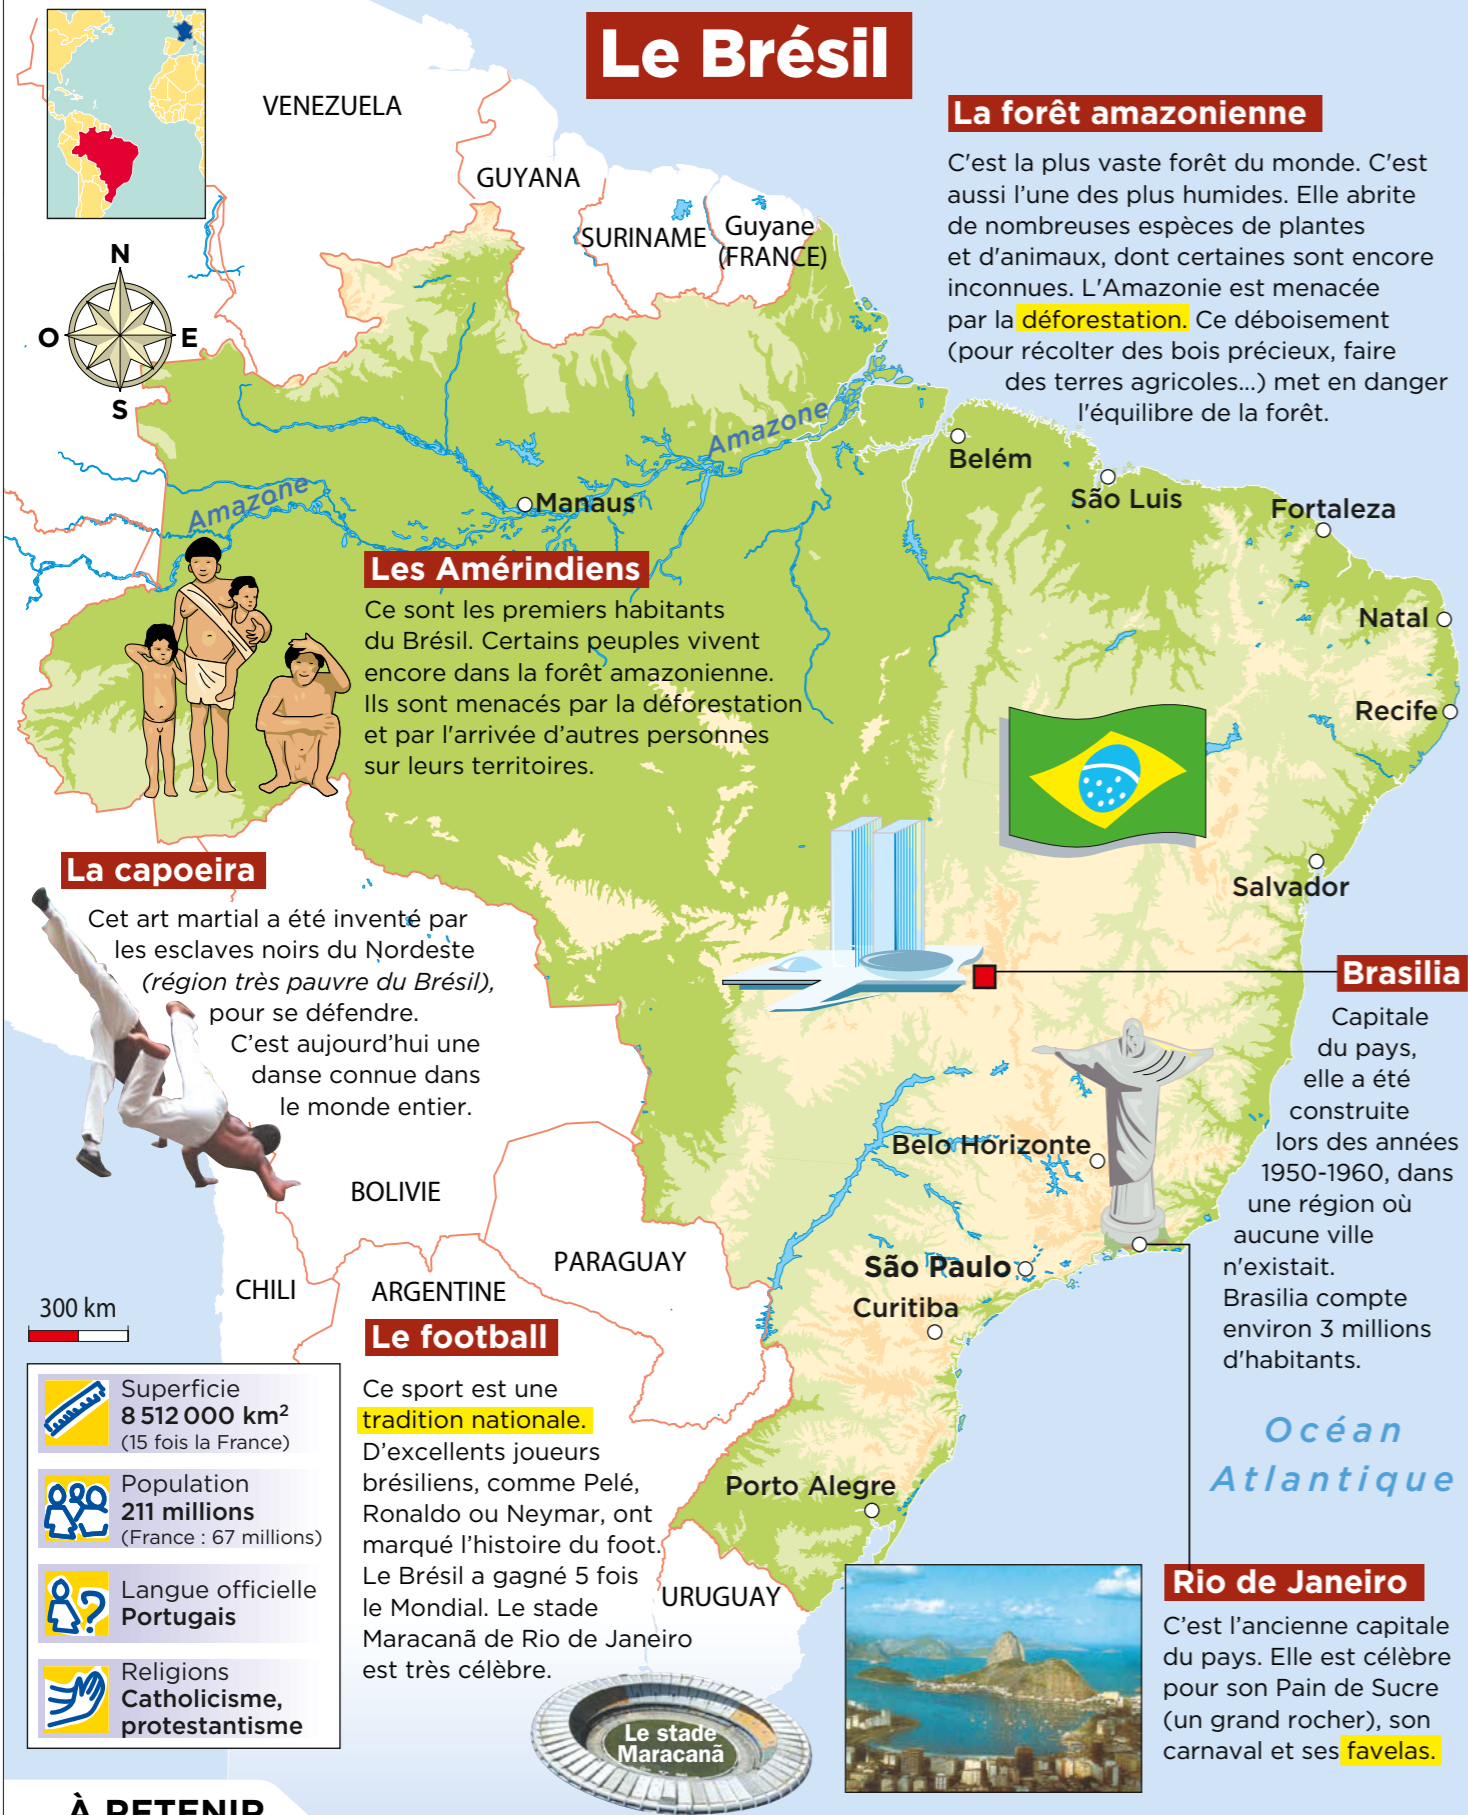 Le Brésil
VENEZUELA
GUYANA
SURINAME
Guyane
(FRANCE)
N
O
E
S
La forêt amazonienne
C'est la plus vaste forêt du monde. C'est
aussi l'une des plus humides. Elle abrite
de nombreuses espèces de plantes
et d'animaux, dont certaines sont encore
inconnues. L'Amazonie est menacée
par la déforestation. Ce déboisement
(pour récolter des bois précieux, faire
des terres agricoles...) met en danger
l'équilibre de la forêt.
Amazone
Amazone
Manaus
Belém
São Luis
Fortaleza
Natal
Recife
Salvador
Les Amérindiens
Ce sont les premiers habitants
du Brésil. Certains peuples vivent
encore dans la forêt amazonienne.
Ils sont menacés par la déforestation
et par l'arrivée d'autres personnes
sur leurs territoires.
La capoeira
Cet art martial a été inventé par
les esclaves noirs du Nordeste
(région très pauvre du Brésil),
pour se défendre.
C'est aujourd'hui une
danse connue dans
le monde entier.
Brasilia
Capitale
du pays,
elle a été
construite
lors des années
1950-1960, dans
une région où
aucune ville
n'existait.
Brasilia compte
environ 3 millions
d'habitants.
Belo Horizonte
BOLIVIE
PARAGUAY
CHILI
ARGENTINE
São Paulo
Curitiba
Porto Alegre
URUGUAY
Océan
Atlantique
300 km
Superficie
8 512 000 km²
(15 fois la France)
Population
211 millions
(France : 67 millions)
Langue officielle
Portugais
Religions
Catholicisme,
protestantisme
Le football
Ce sport est une
tradition nationale.
D'excellents joueurs
brésiliens, comme Pelé,
Ronaldo ou Neymar, ont
marqué l'histoire du foot.
Le Brésil a gagné 5 fois
le Mondial. Le stade
Maracanã de Rio de Janeiro
est très célèbre.
Le stade
Maracanã
Rio de Janeiro
C'est l'ancienne capitale
du pays. Elle est célèbre
pour son Pain de Sucre
(un grand rocher), son
carnaval et ses favelas.
À RETENIR